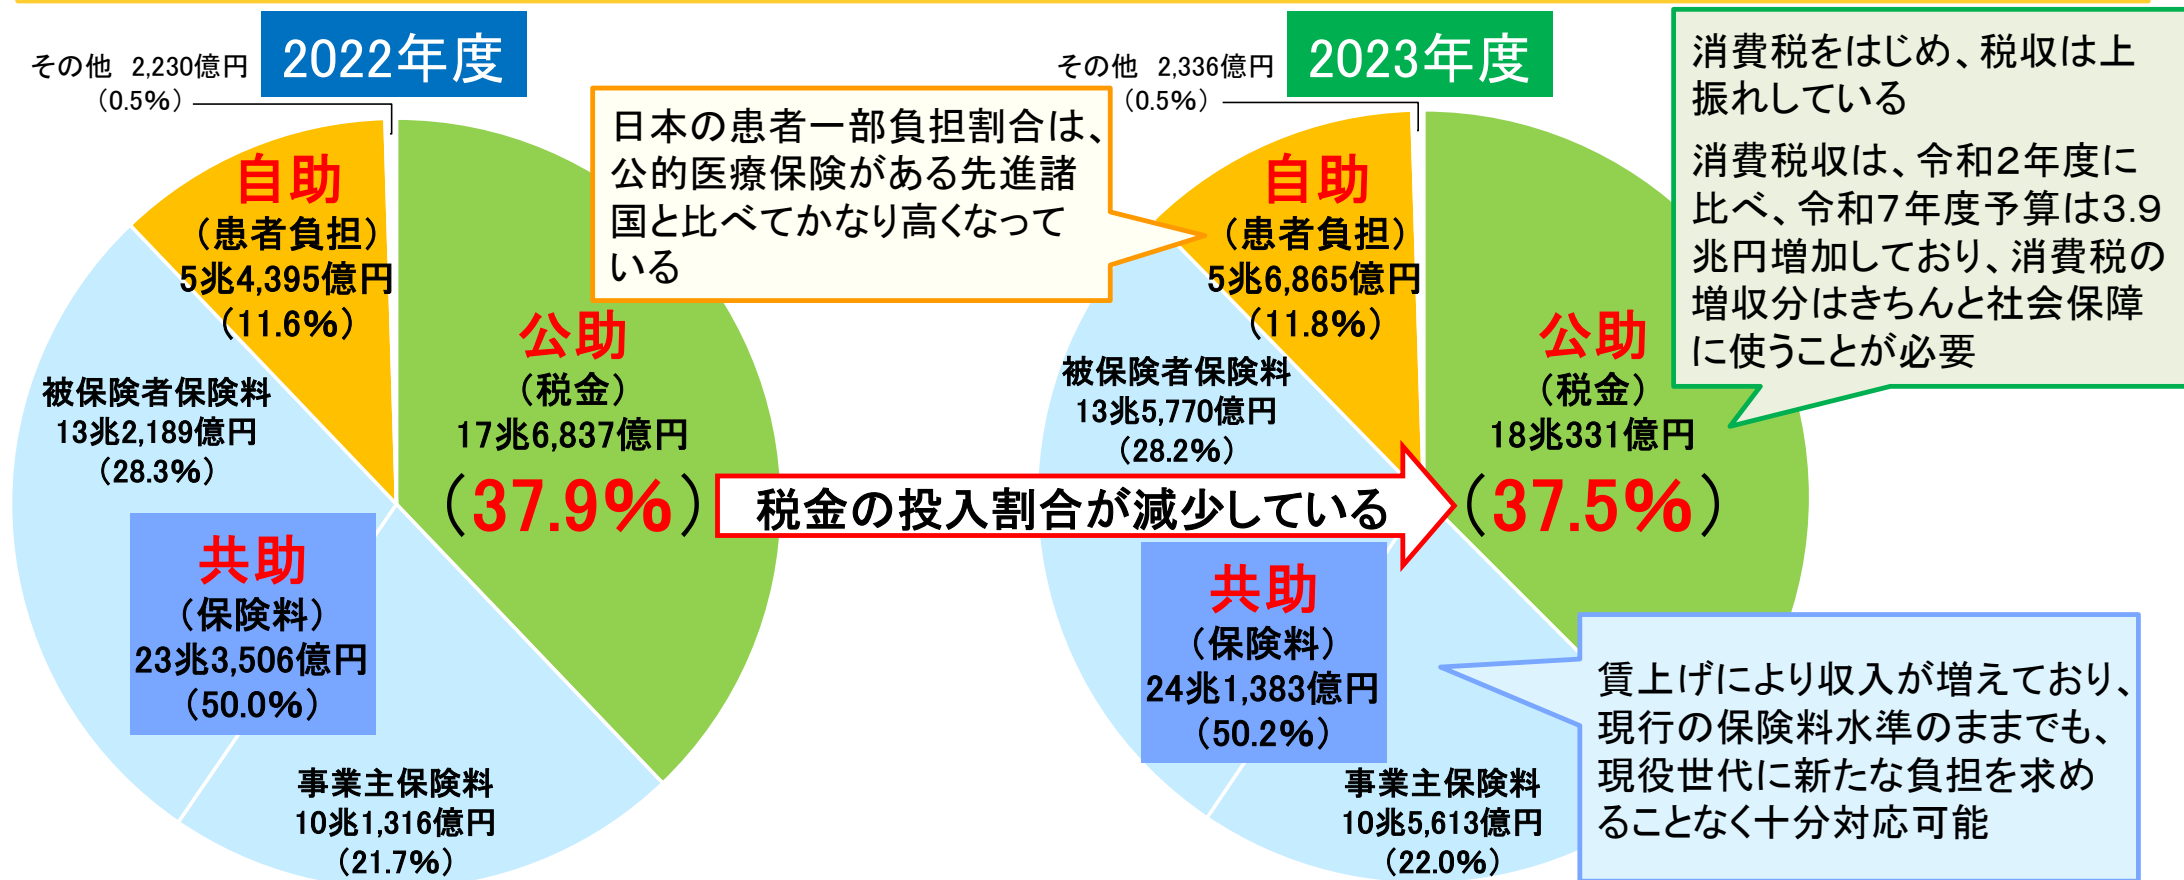 2022年度
その他 2,230億円
(0.5%)
自助
(患者負担)
5兆4,395億円
(11.6%)
公助
(税金)
17兆6,837億円
(37.9%)
被保険者保険料
13兆2,189億円
(28.3%)
共助
(保険料)
23兆3,506億円
(50.0%)
事業主保険料
10兆1,316億円
(21.7%)
日本の患者一部負担割合は、
公的医療保険がある先進諸
国と比べてかなり高くなって
いる
税金の投入割合が減少している
2023年度
その他 2,336億円
(0.5%)
自助
(患者負担)
5兆6,865億円
(11.8%)
公助
(税金)
18兆331億円
(37.5%)
被保険者保険料
13兆5,770億円
(28.2%)
共助
(保険料)
24兆1,383億円
(50.2%)
事業主保険料
10兆5,613億円
(22.0%)
消費税をはじめ、税収は上
振れしている
消費税収は、令和2年度に
比べ、令和7年度予算は3.9
兆円増加しており、消費税の
増収分はきちんと社会保障
に使うことが必要
賃上げにより収入が増えており、
現行の保険料水準のままでも、
現役世代に新たな負担を求め
ることなく十分対応可能